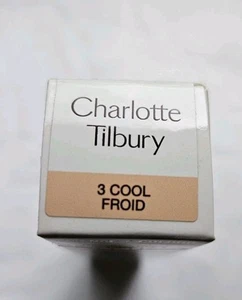 Charlotte
Tilbury
3 COOL
FROID